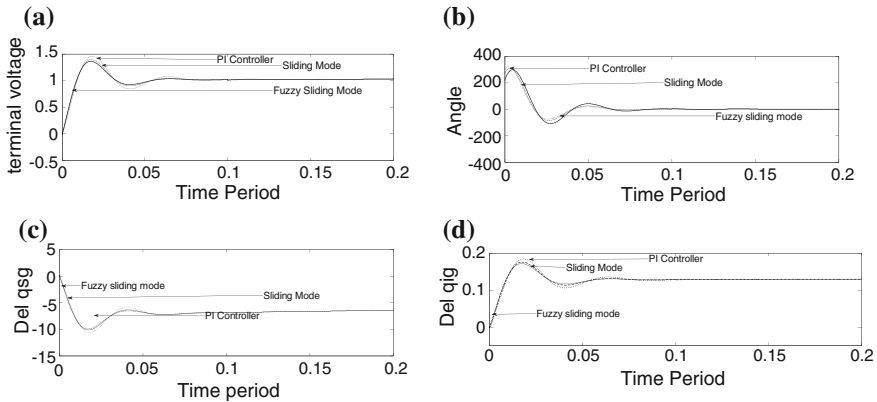 (a)
terminal voltage
1.5
1
0.5
0
-0.5
0
0.05
0.1
0.15
0.2
PI Controller
Sliding Mode
Fuzzy Sliding Mode
Time Period
(b)
Angle
400
200
0
-200
-400
0
0.05
0.1
0.15
0.2
PI Controller
Sliding Mode
Fuzzy sliding mode
Time Period
(c)
Del qsg
5
0
-5
-10
-15
0
0.05
0.1
0.15
0.2
Fuzzy sliding mode
Sliding Mode
PI Controller
Time period
(d)
Del qig
0.2
0.1
0
0
0.05
0.1
0.15
0.2
PI Controller
Sliding Mode
Fuzzy sliding mode
Time Period